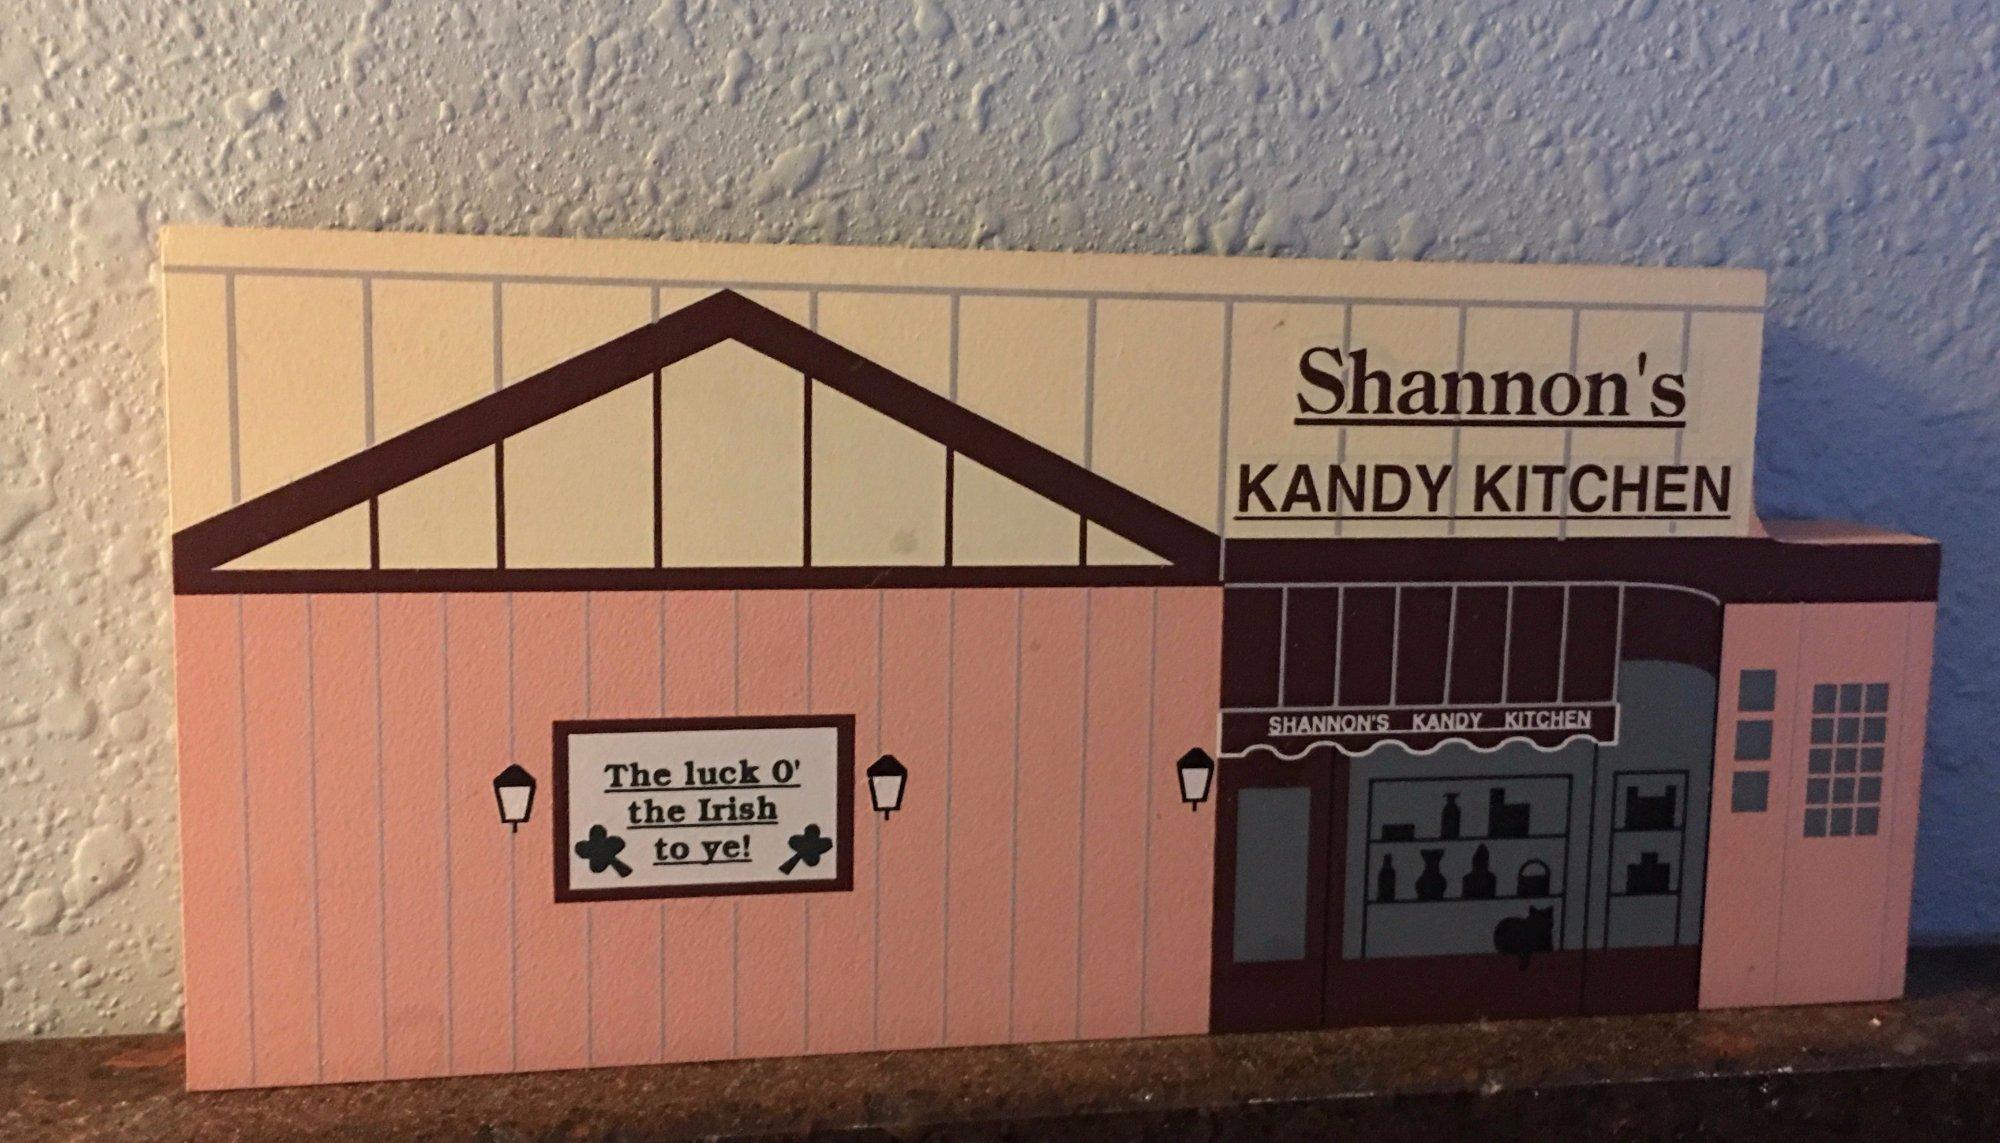 Shannon's
KANDY KITCHEN
SHANNON'S KANDY KITCHEN
The luck O'
the Irish
to ye!